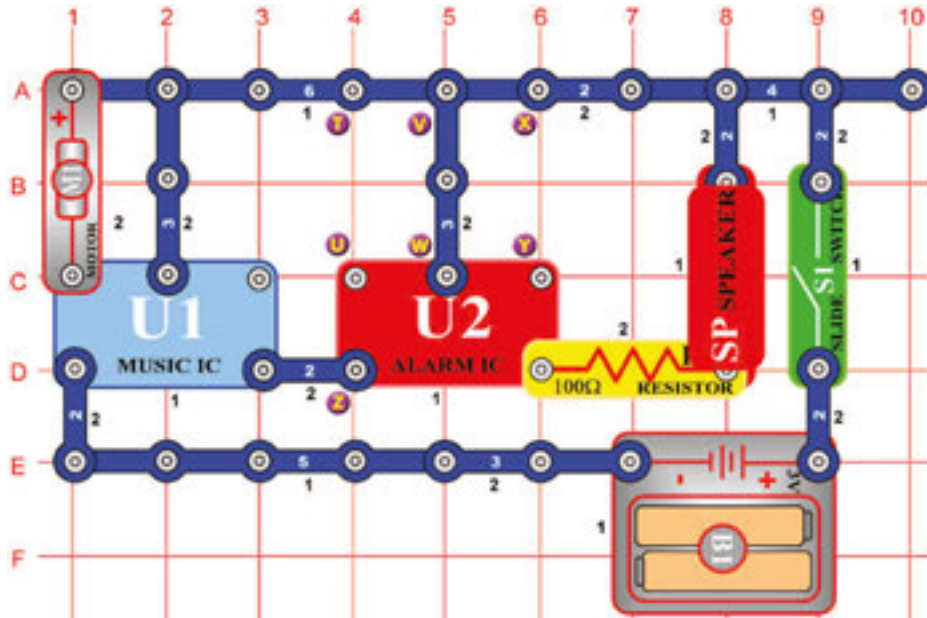 1 2 3 4 5 6 7 8 9 10
A 6 2 4
1 2 1
+ T V X 2 2 2 2
B M1
MOTOR 2 3 2 3 2
U W Y
C 1 SP SPEAKER S1 SLIDE SWITCH 1
U1 U2
MUSIC IC ALARM IC 2
D 2 100Ω RESISTOR
2 Z 1 1
2 2 2 2
E 5 3 - + 3V
1 2
F 1 B1